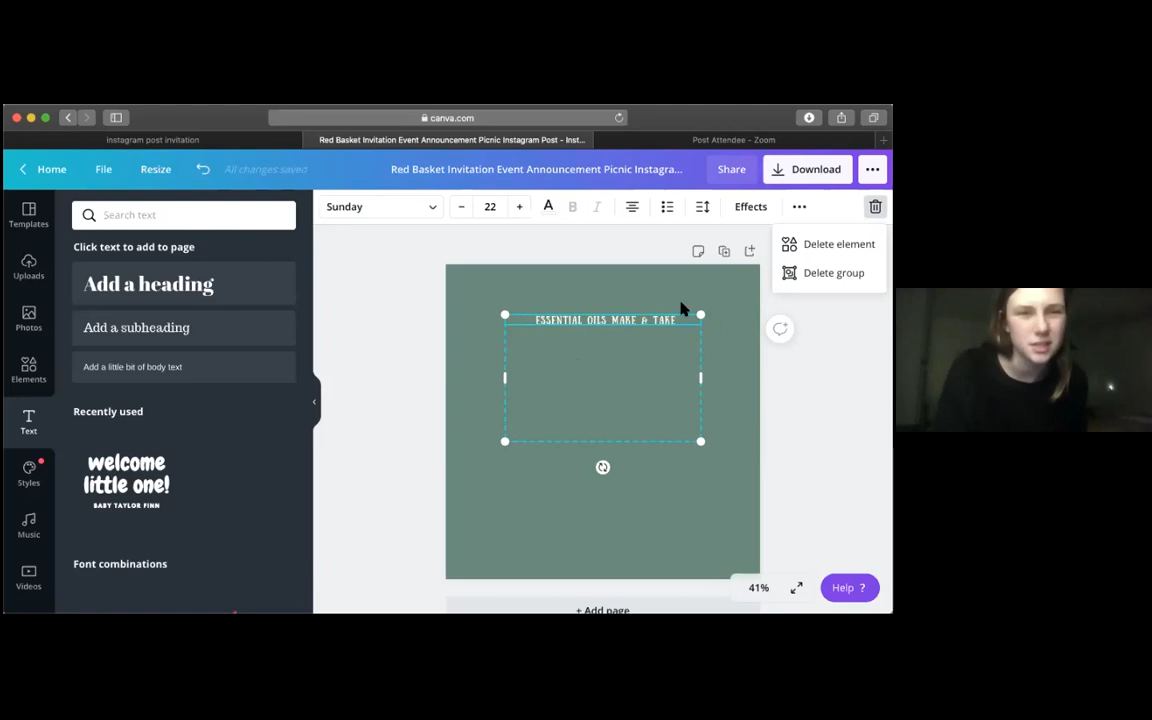 canva.com
instagram post invitation
Red Basket Invitation Event Announcement Picnic Instagram Post - Inst...
Post Attendee - Zoom
Home
File
Resize
All changes saved
Red Basket Invitation Event Announcement Picnic Instagra...
Share
Download
Templates
Uploads
Photos
Elements
Text
Styles
Music
Videos
Search text
Click text to add to page
Add a heading
Add a subheading
Add a little bit of body text
Recently used
welcome
little one!
BABY TAYLOR FINN
Font combinations
Sunday
22
A
B
I
Effects
Delete element
Delete group
ESSENTIAL OILS MAKE & TAKE
41%
Help ?
+ Add page